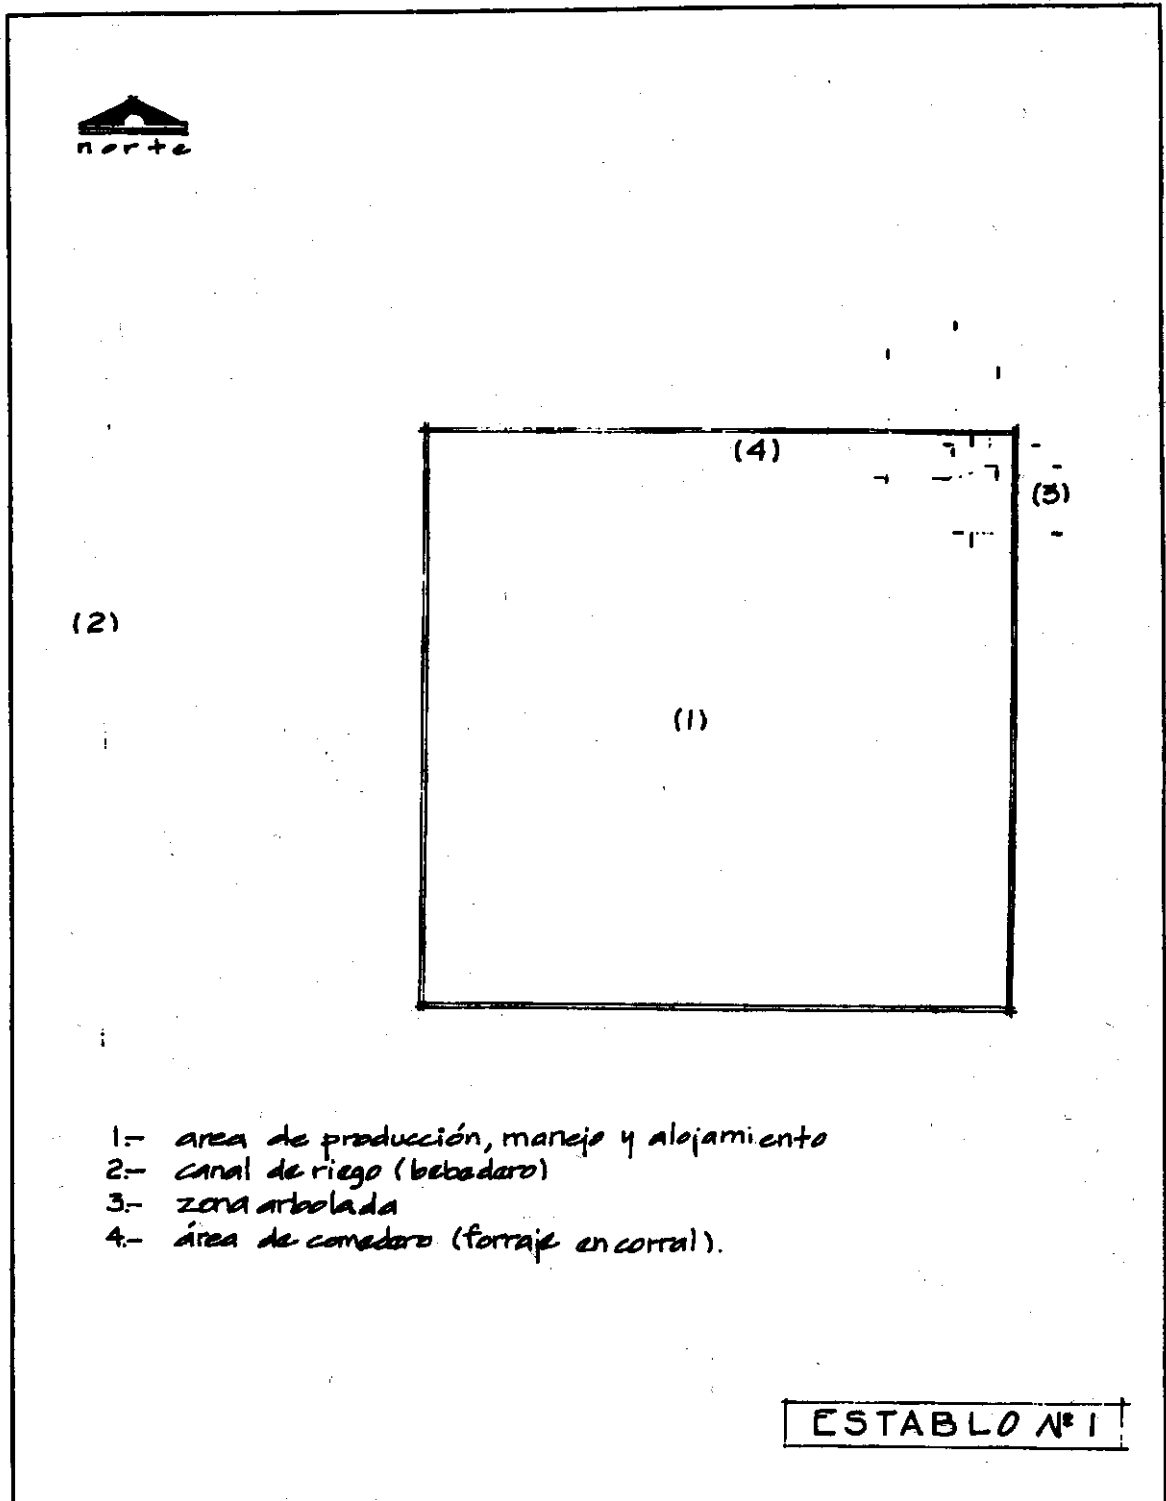 norte
(4)
(3)
(2)
(1)
1.- area de producción, manejo y alojamiento
2.- canal de riego (bebedero)
3.- zona arbolada
4.- área de comedero (forraje en corral).
ESTABLO Nº 1